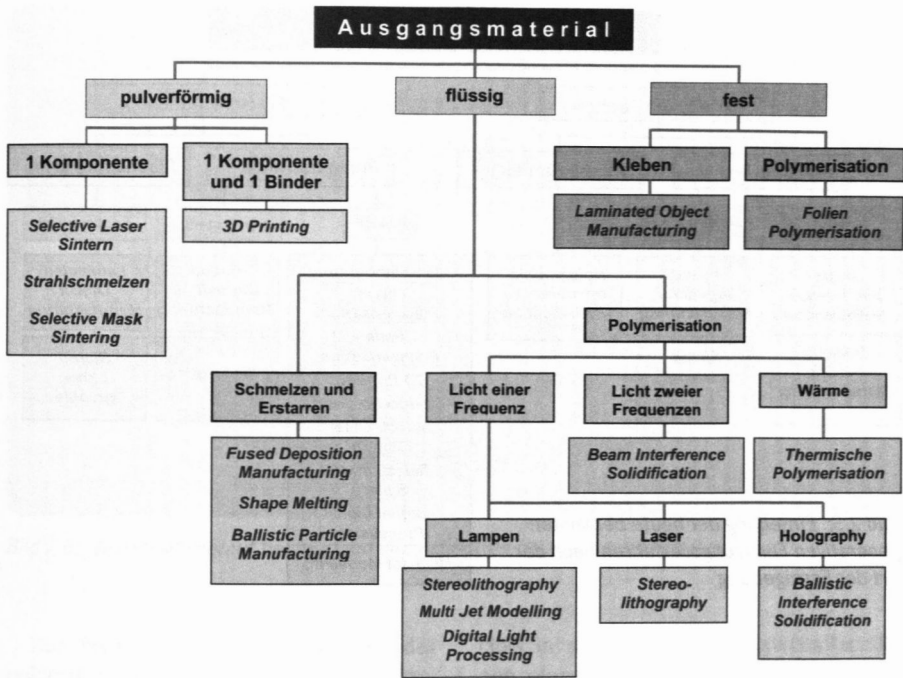 Ausgangsmaterial
pulverförmig
flüssig
fest
1 Komponente
1 Komponente
und 1 Binder
Kleben
Polymerisation
Selective Laser
Sintern
Strahlschmelzen
Selective Mask
Sintering
3D Printing
Laminated Object
Manufacturing
Folien
Polymerisation
Polymerisation
Schmelzen und
Erstarren
Licht einer
Frequenz
Licht zweier
Frequenzen
Wärme
Fused Deposition
Manufacturing
Shape Melting
Ballistic Particle
Manufacturing
Beam Interference
Solidification
Thermische
Polymerisation
Lampen
Laser
Holography
Stereolithography
Multi Jet Modelling
Digital Light
Processing
Stereo-
lithography
Ballistic
Interference
Solidification